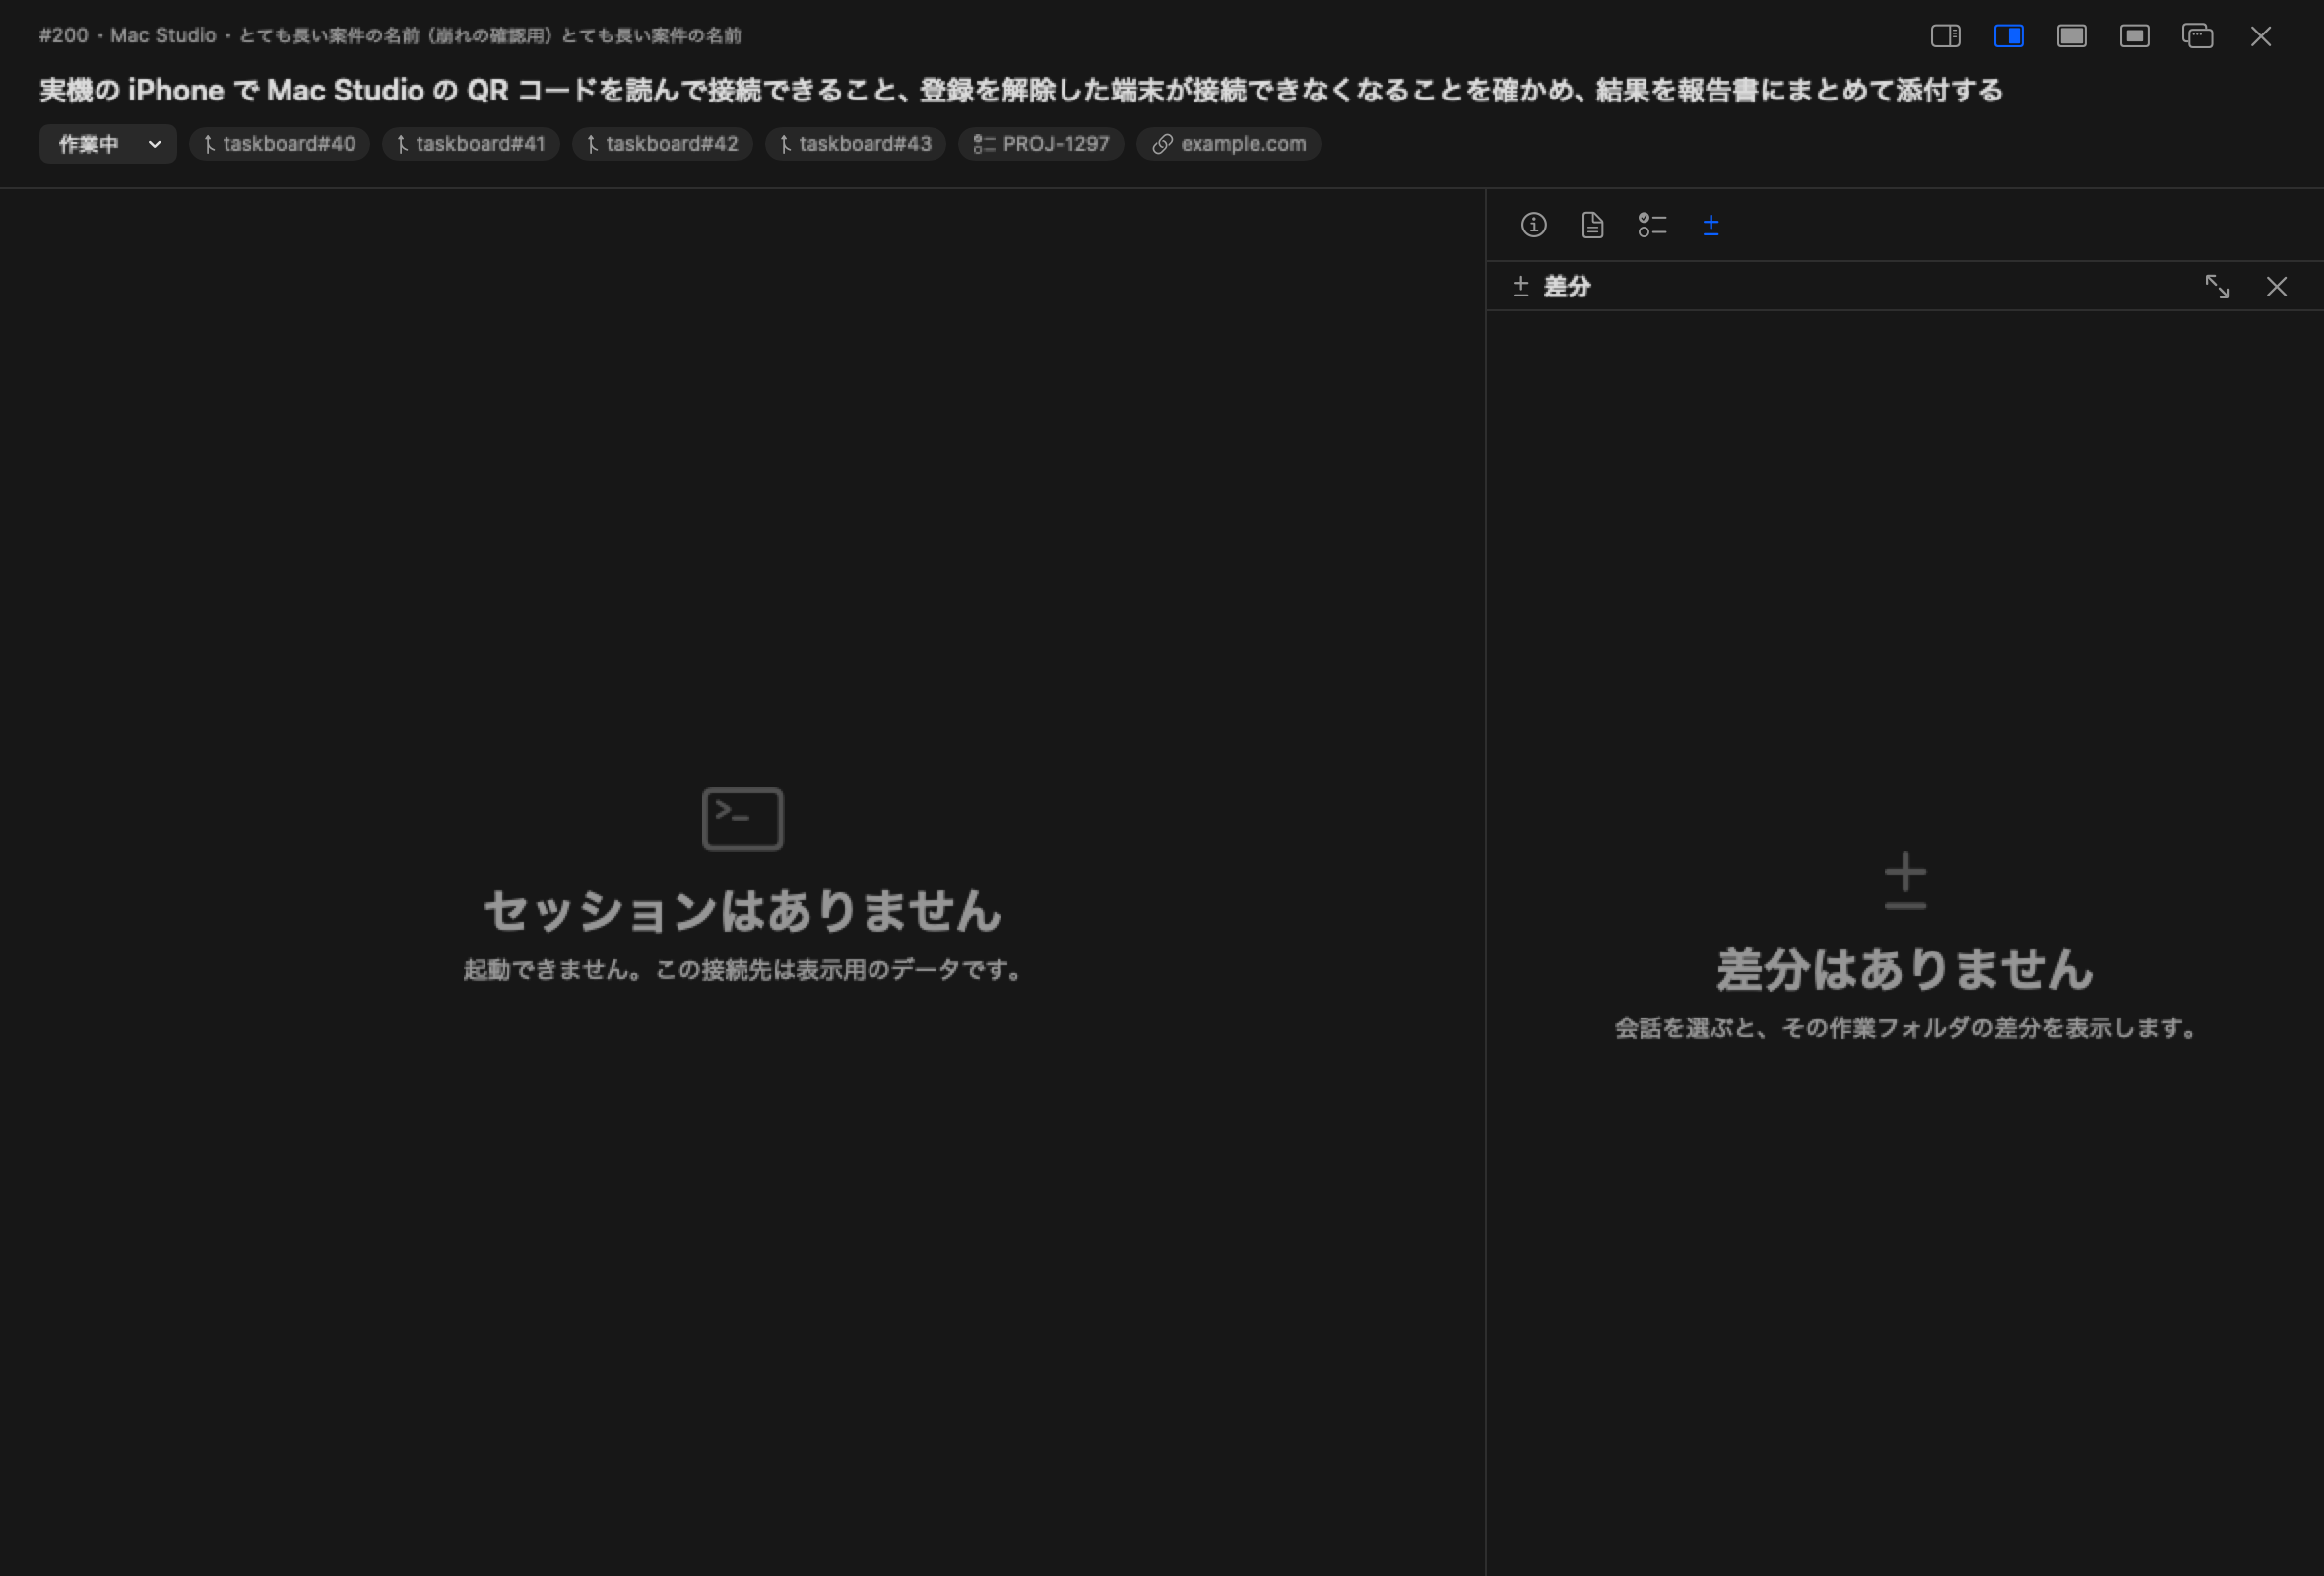 #200・Mac Studio・とても長い案件の名前（崩れの確認用）とても長い案件の名前
実機の iPhone で Mac Studio の QR コードを読んで接続できること、登録を解除した端末が接続できなくなることを確かめ、結果を報告書にまとめて添付する
作業中 taskboard#40 taskboard#41 taskboard#42 taskboard#43 PROJ-1297 example.com
差分
セッションはありません
起動できません。この接続先は表示用のデータです。
差分はありません
会話を選ぶと、その作業フォルダの差分を表示します。